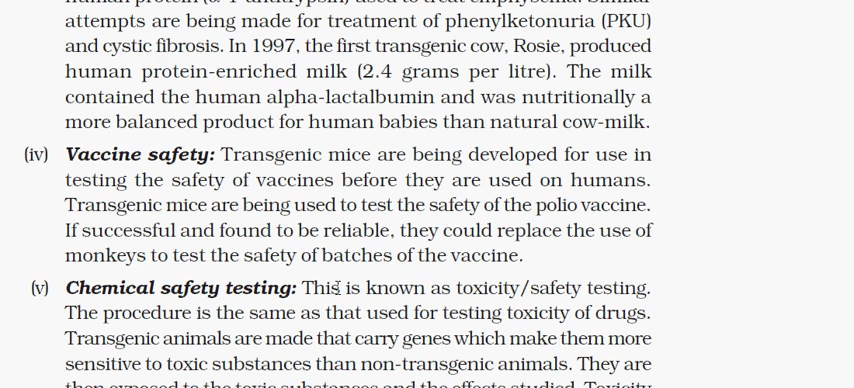 attempts are being made for treatment of phenylketonuria (PKU)
and cystic fibrosis. In 1997, the first transgenic cow, Rosie, produced
human protein-enriched milk (2.4 grams per litre). The milk
contained the human alpha-lactalbumin and was nutritionally a
more balanced product for human babies than natural cow-milk.
(iv) Vaccine safety: Transgenic mice are being developed for use in
testing the safety of vaccines before they are used on humans.
Transgenic mice are being used to test the safety of the polio vaccine.
If successful and found to be reliable, they could replace the use of
monkeys to test the safety of batches of the vaccine.
(v) Chemical safety testing: This is known as toxicity/safety testing.
The procedure is the same as that used for testing toxicity of drugs.
Transgenic animals are made that carry genes which make them more
sensitive to toxic substances than non-transgenic animals. They are